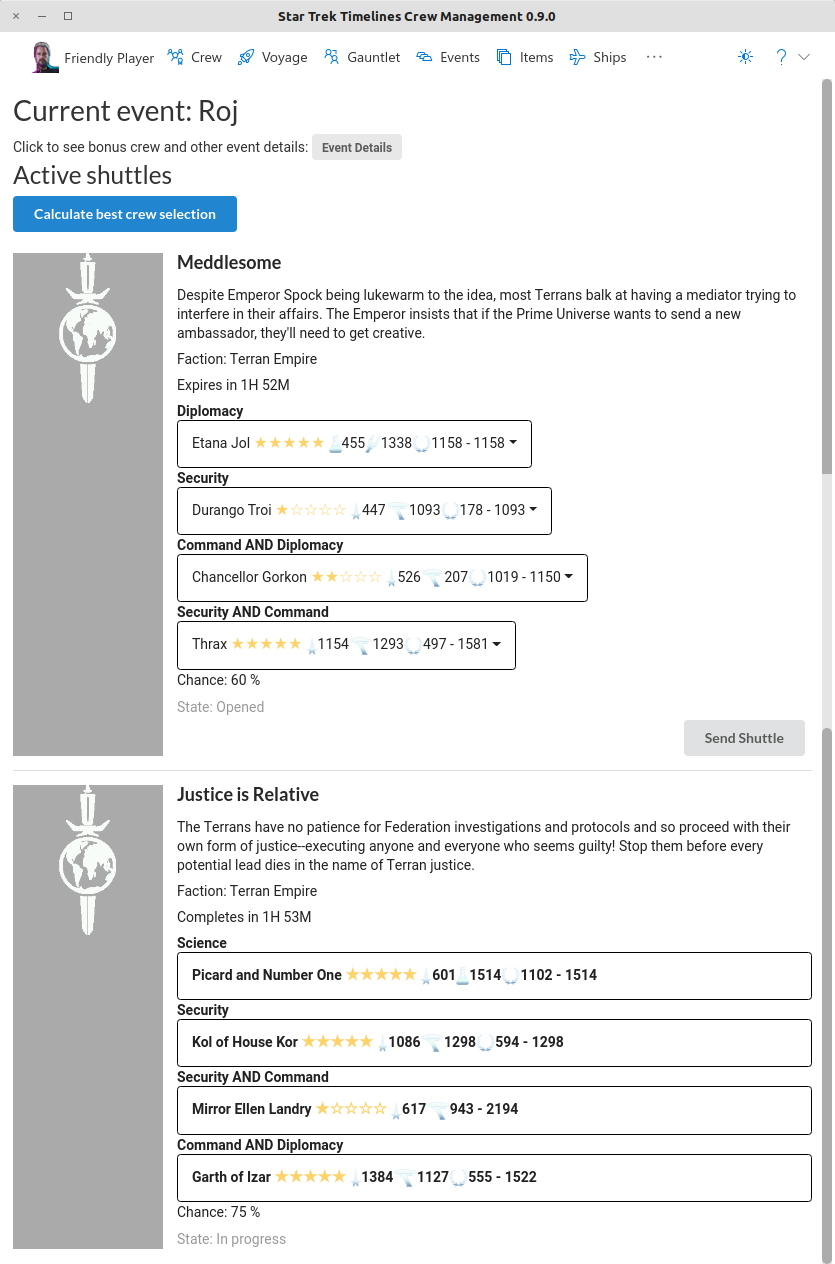 Star Trek Timelines Crew Management 0.9.0
Friendly Player Crew Voyage Gauntlet Events Items Ships ··· ?
Current event: Roj
Click to see bonus crew and other event details: Event Details
Active shuttles
Calculate best crew selection
Meddlesome
Despite Emperor Spock being lukewarm to the idea, most Terrans balk at having a mediator trying to
interfere in their affairs. The Emperor insists that if the Prime Universe wants to send a new
ambassador, they'll need to get creative.
Faction: Terran Empire
Expires in 1H 52M
Diplomacy
Etana Jol ★★★★★ 455 1338 1158 - 1158
Security
Durango Troi ★☆☆☆☆ 447 1093 178 - 1093
Command AND Diplomacy
Chancellor Gorkon ★★☆☆☆ 526 207 1019 - 1150
Security AND Command
Thrax ★★★★★ 1154 1293 497 - 1581
Chance: 60 %
State: Opened
Send Shuttle
Justice is Relative
The Terrans have no patience for Federation investigations and protocols and so proceed with their
own form of justice--executing anyone and everyone who seems guilty! Stop them before every
potential lead dies in the name of Terran justice.
Faction: Terran Empire
Completes in 1H 53M
Science
Picard and Number One ★★★★★ 601 1514 1102 - 1514
Security
Kol of House Kor ★★★★★ 1086 1298 594 - 1298
Security AND Command
Mirror Ellen Landry ★☆☆☆☆ 617 943 - 2194
Command AND Diplomacy
Garth of Izar ★★★★★ 1384 1127 555 - 1522
Chance: 75 %
State: In progress